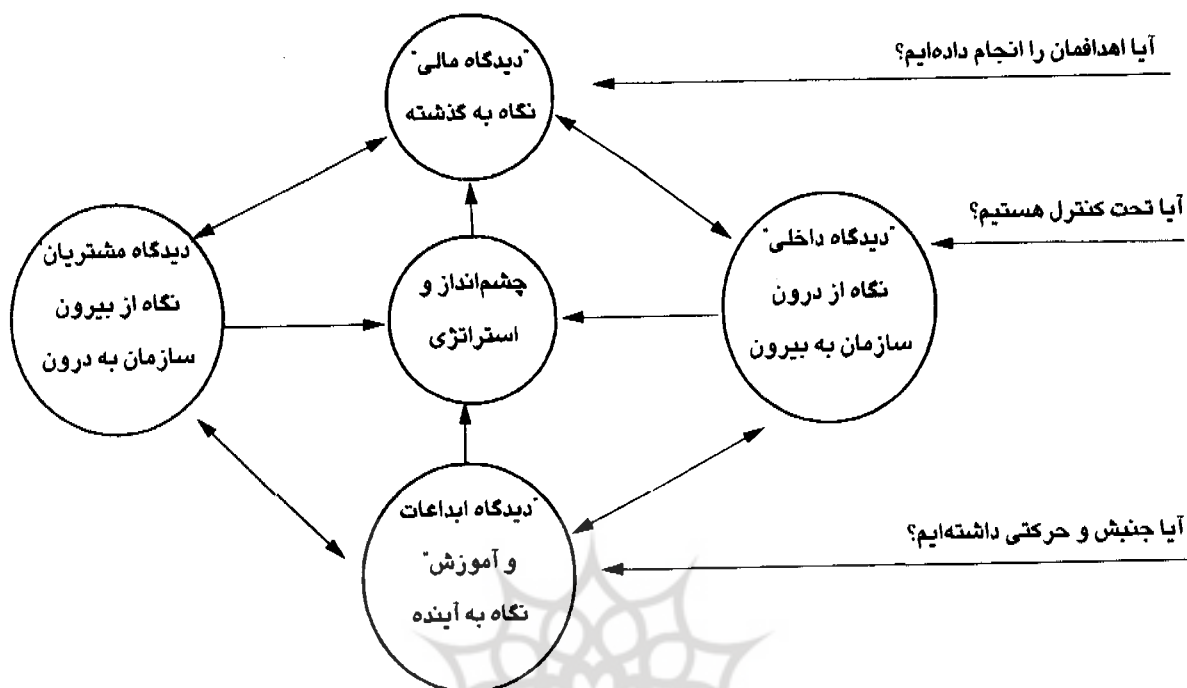 "دیدگاه مالی"
نگاه به گذشته
آیا اهدافمان را انجام داده‌ایم؟
آیا تحت کنترل هستیم؟
"دیدگاه داخلی"
نگاه از درون
سازمان به بیرون
چشم‌انداز و
استراتژی
دیدگاه مشتریان
نگاه از بیرون
سازمان به درون
"دیدگاه ابداعات
و آموزش"
نگاه به آینده
آیا جنبش و حرکتی داشته‌ایم؟